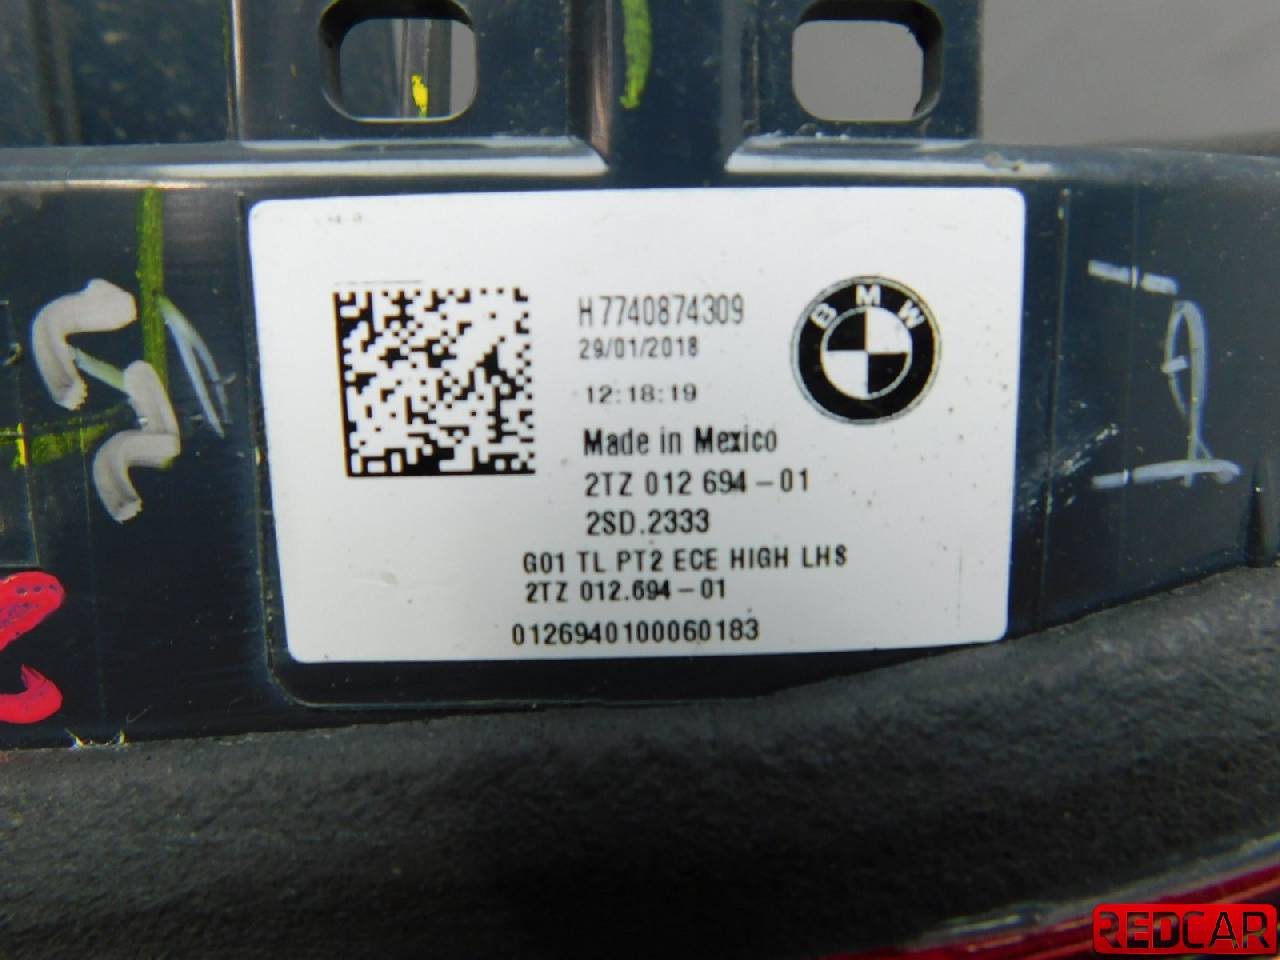 H7740874309
29/01/2018
12:18:19
Made in Mexico
2TZ 012 694-01
2SD.2333
G01 TL PT2 ECE HIGH LHS
2TZ 012.694-01
0126940100060183
BMW
REDCAR